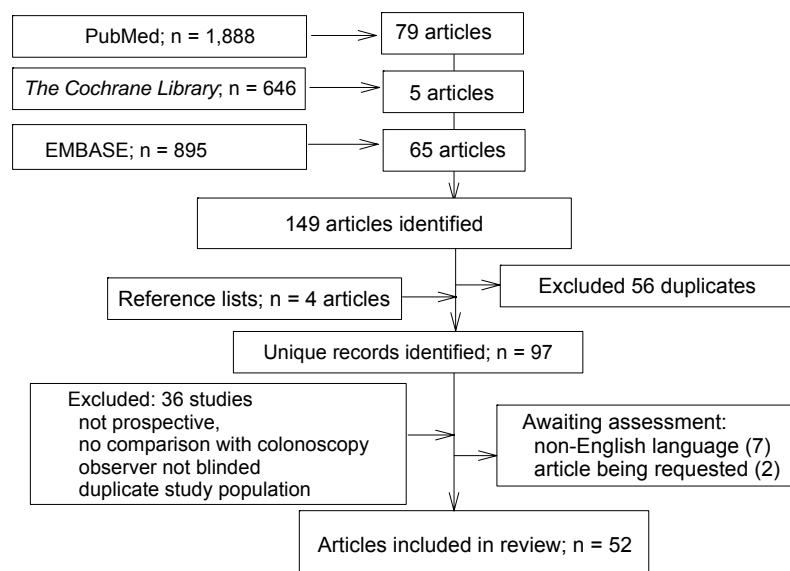 PubMed; n = 1,888
79 articles
The Cochrane Library; n = 646
5 articles
EMBASE; n = 895
65 articles
149 articles identified
Excluded 56 duplicates
Reference lists; n = 4 articles
Unique records identified; n = 97
Excluded: 36 studies
not prospective,
no comparison with colonoscopy
observer not blinded
duplicate study population
Awaiting assessment:
non-English language (7)
article being requested (2)
Articles included in review; n = 52